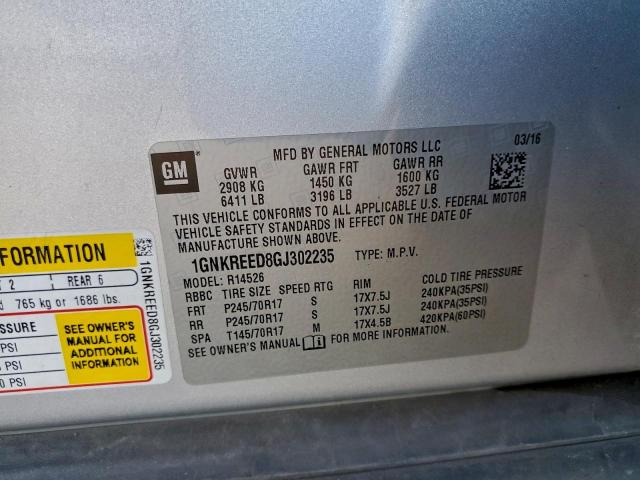 GM
MFD BY GENERAL MOTORS LLC
03/16
GVWR GAWR FRT GAWR RR
2908 KG 1450 KG 1600 KG
6411 LB 3196 LB 3527 LB
THIS VEHICLE CONFORMS TO ALL APPLICABLE U.S. FEDERAL MOTOR
VEHICLE SAFETY STANDARDS IN EFFECT ON THE DATE OF
MANUFACTURE SHOWN ABOVE.
1GNKREED8GJ302235 TYPE: M.P.V.
MODEL: R14526
RBBC TIRE SIZE SPEED RTG RIM COLD TIRE PRESSURE
FRT P245/70R17 S 17X7.5J 240KPA(35PSI)
RR P245/70R17 S 17X7.5J 240KPA(35PSI)
SPA T145/70R17 M 17X4.5B 420KPA(60PSI)
SEE OWNER'S MANUAL FOR MORE INFORMATION.
FORMATION
2 REAR 6
765 kg or 1686 lbs.
SSURE
PSI
PSI
0 PSI
SEE OWNER'S
MANUAL FOR
ADDITIONAL
INFORMATION
1GNKREED8GJ302235